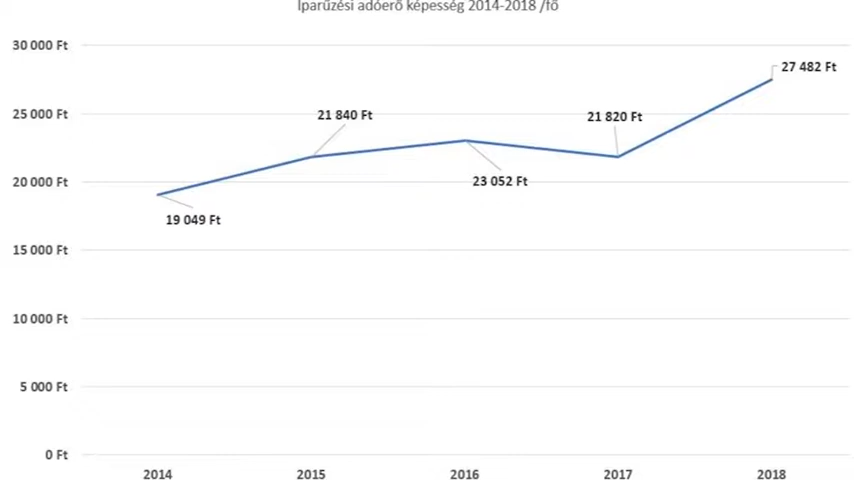 Iparűzési adóerő képesség 2014-2018 /fő
30 000 Ft
27 482 Ft
25 000 Ft
21 840 Ft
21 820 Ft
20 000 Ft
23 052 Ft
19 049 Ft
15 000 Ft
10 000 Ft
5 000 Ft
0 Ft
2014 2015 2016 2017 2018